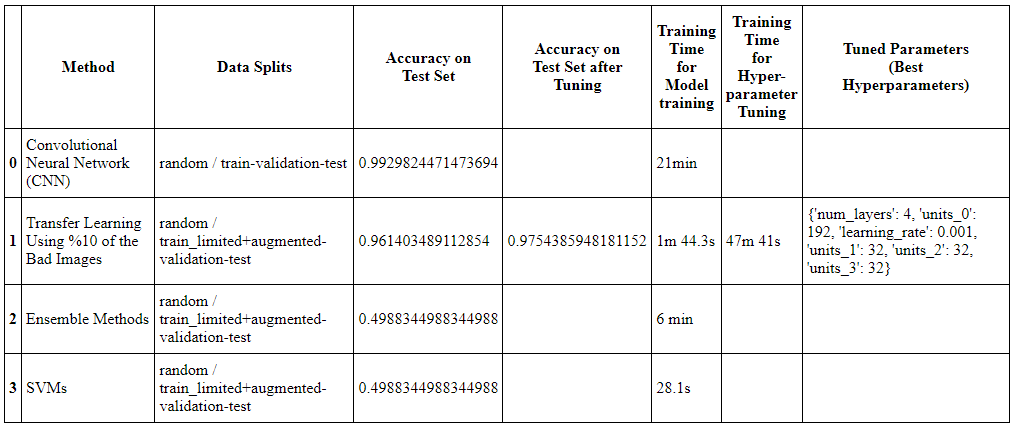 Method Data Splits Accuracy on Test Set Accuracy on Test Set after Tuning Training Time for Model training Training Time for Hyper-parameter Tuning Tuned Parameters (Best Hyperparameters)
0 Convolutional Neural Network (CNN) random / train-validation-test 0.9929824471473694 21min
1 Transfer Learning Using %10 of the Bad Images random / train_limited+augmented-validation-test 0.961403489112854 0.9754385948181152 1m 44.3s 47m 41s {'num_layers': 4, 'units_0': 192, 'learning_rate': 0.001, 'units_1': 32, 'units_2': 32, 'units_3': 32}
2 Ensemble Methods random / train_limited+augmented-validation-test 0.4988344988344988 6 min
3 SVMs random / train_limited+augmented-validation-test 0.4988344988344988 28.1s